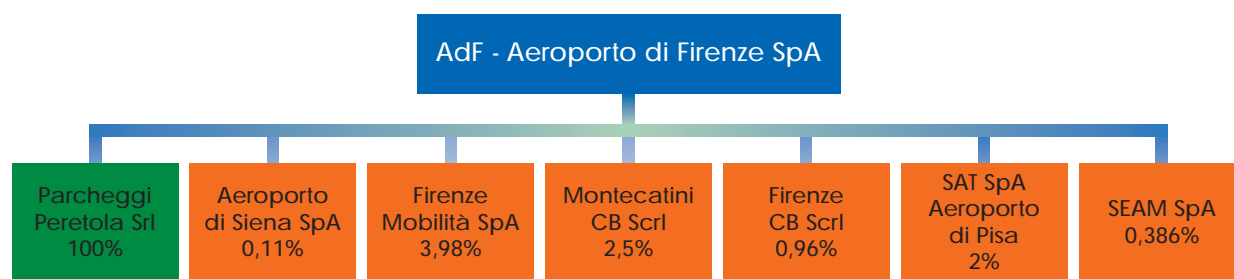 AdF - Aeroporto di Firenze SpA
Parcheggi
Peretola Srl
100%
Aeroporto
di Siena SpA
0,11%
Firenze
Mobilità SpA
3,98%
Montecatini
CB Scrl
2,5%
Firenze
CB Scrl
0,96%
SAT SpA
Aeroporto
di Pisa
2%
SEAM SpA
0,386%